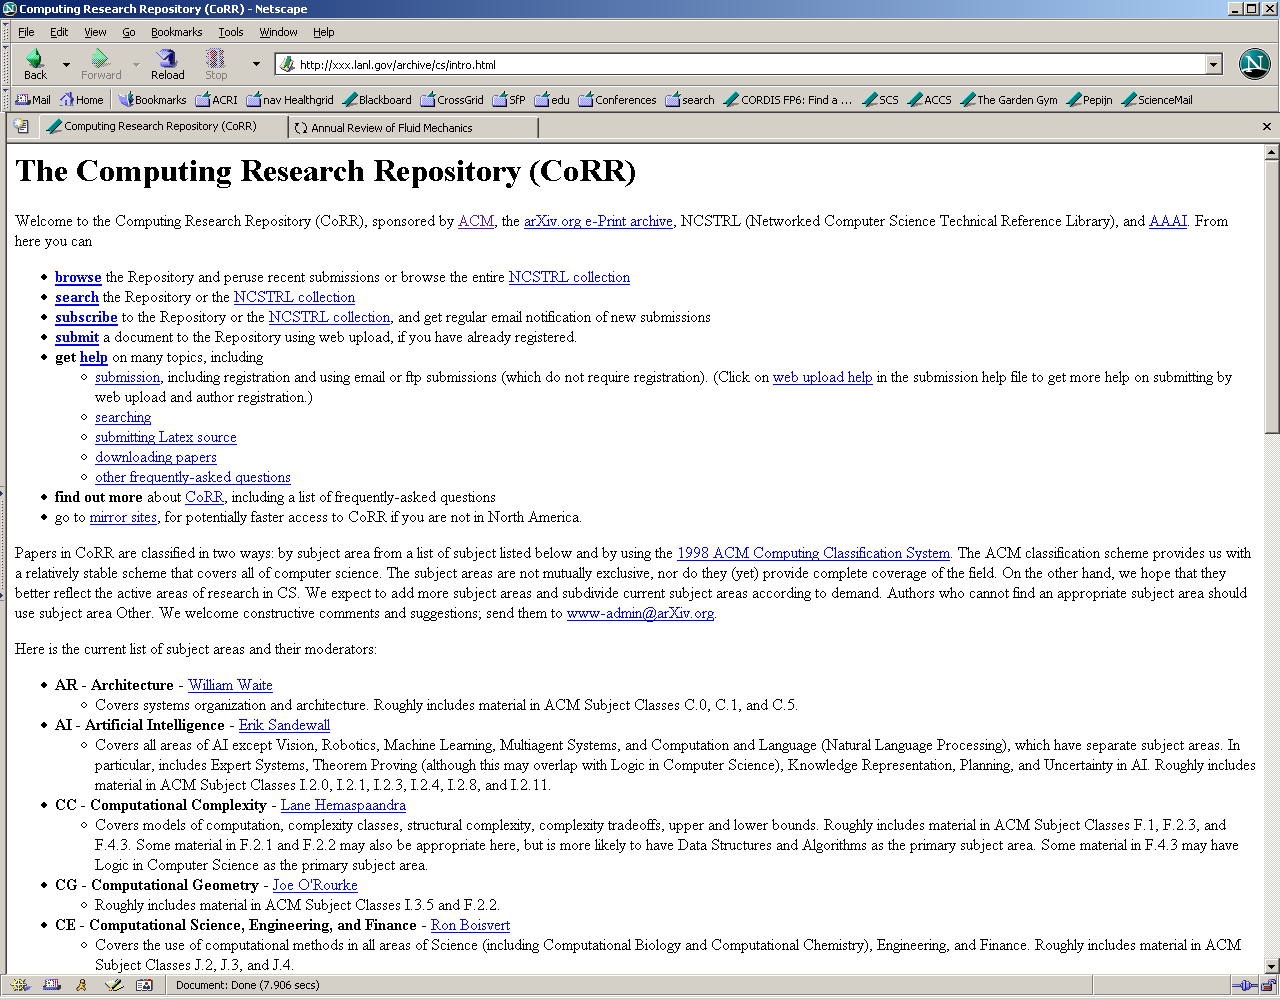 Computing Research Repository (CoRR) - Netscape
File Edit View Go Bookmarks Tools Window Help
Back Forward Reload Stop http://xxx.lanl.gov/archive/cs/intro.html N
Mail Home Bookmarks ACRI nav Healthgrid Blackboard CrossGrid SfP edu Conferences search CORDIS FP6: Find a ... SCS ACCS The Garden Gym Pepijn ScienceMail
Computing Research Repository (CoRR) Annual Review of Fluid Mechanics
The Computing Research Repository (CoRR)
Welcome to the Computing Research Repository (CoRR), sponsored by ACM, the arXiv.org e-Print archive, NCSTRL (Networked Computer Science Technical Reference Library), and AAAI. From
here you can
browse the Repository and peruse recent submissions or browse the entire NCSTRL collection
search the Repository or the NCSTRL collection
subscribe to the Repository or the NCSTRL collection, and get regular email notification of new submissions
submit a document to the Repository using web upload, if you have already registered.
get help on many topics, including
submission, including registration and using email or ftp submissions (which do not require registration). (Click on web upload help in the submission help file to get more help on submitting by
web upload and author registration.)
searching
submitting Latex source
downloading papers
other frequently-asked questions
find out more about CoRR, including a list of frequently-asked questions
go to mirror sites, for potentially faster access to CoRR if you are not in North America.
Papers in CoRR are classified in two ways: by subject area from a list of subject listed below and by using the 1998 ACM Computing Classification System. The ACM classification scheme provides us with
a relatively stable scheme that covers all of computer science. The subject areas are not mutually exclusive, nor do they (yet) provide complete coverage of the field. On the other hand, we hope that they
better reflect the active areas of research in CS. We expect to add more subject areas and subdivide current subject areas according to demand. Authors who cannot find an appropriate subject area should
use subject area Other. We welcome constructive comments and suggestions; send them to www-admin@arXiv.org.
Here is the current list of subject areas and their moderators:
AR - Architecture - William Waite
Covers systems organization and architecture. Roughly includes material in ACM Subject Classes C.0, C.1, and C.5.
AI - Artificial Intelligence - Erik Sandewall
Covers all areas of AI except Vision, Robotics, Machine Learning, Multiagent Systems, and Computation and Language (Natural Language Processing), which have separate subject areas. In
particular, includes Expert Systems, Theorem Proving (although this may overlap with Logic in Computer Science), Knowledge Representation, Planning, and Uncertainty in AI. Roughly includes
material in ACM Subject Classes I.2.0, I.2.1, I.2.3, I.2.4, I.2.8, and I.2.11.
CC - Computational Complexity - Lane Hemaspaandra
Covers models of computation, complexity classes, structural complexity, complexity tradeoffs, upper and lower bounds. Roughly includes material in ACM Subject Classes F.1, F.2.3, and
F.4.3. Some material in F.2.1 and F.2.2 may also be appropriate here, but is more likely to have Data Structures and Algorithms as the primary subject area. Some material in F.4.3 may have
Logic in Computer Science as the primary subject area.
CG - Computational Geometry - Joe O'Rourke
Roughly includes material in ACM Subject Classes I.3.5 and F.2.2.
CE - Computational Science, Engineering, and Finance - Ron Boisvert
Covers the use of computational methods in all areas of Science (including Computational Biology and Computational Chemistry), Engineering, and Finance. Roughly includes material in ACM
Subject Classes J.2, J.3, and J.4.
Document: Done (7.906 secs)